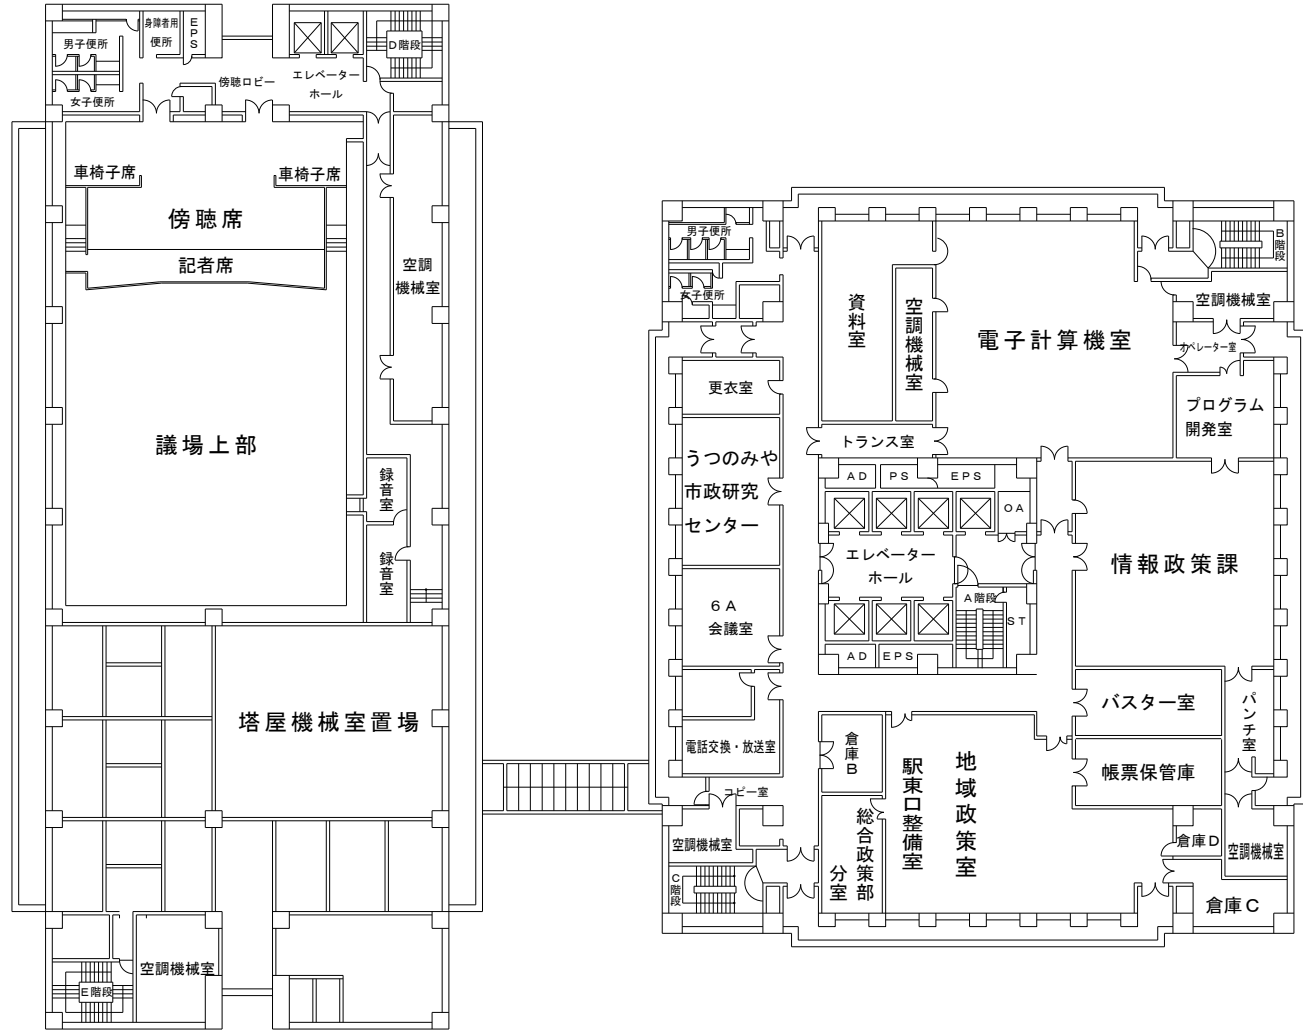 男子便所
身障者用
便所
EPS
女子便所
傍聴ロビー
エレベーター
ホール
D階段
車椅子席
車椅子席
傍聴席
記者席
空調
機械室
議場上部
録音室
録音室
塔屋機械室置場
空調機械室
E階段
男子便所
女子便所
更衣室
うつのみや
市政研究
センター
6A
会議室
電話交換・放送室
コピー室
空調機械室
C階段
資料室
空調機械室
電子計算機室
トランス室
AD
PS
EPS
OA
エレベーター
ホール
A階段
ST
AD
EPS
B階段
空調機械室
オペレーター室
プログラム
開発室
情報政策課
バスター室
パンチ室
帳票保管庫
倉庫B
総合政策部
分室
駅東口整備室
地域政策室
倉庫D
空調機械室
倉庫C